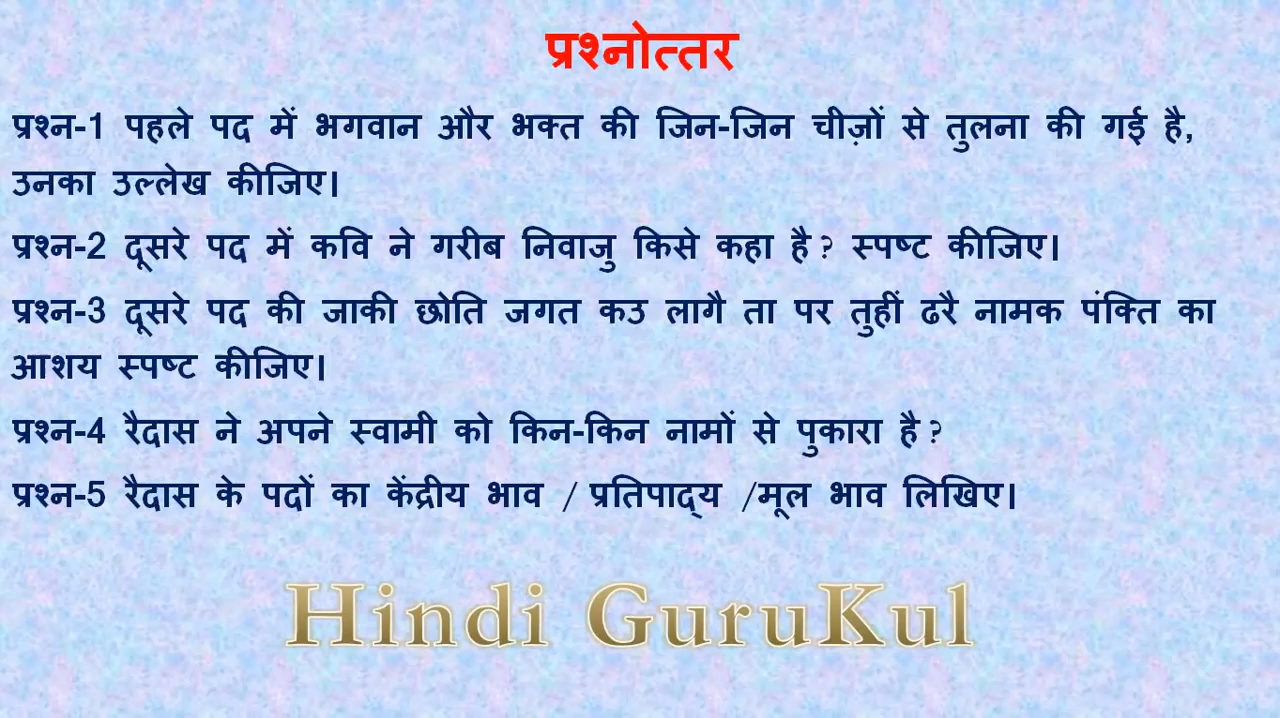 प्रश्नोत्तर
प्रश्न-1 पहले पद में भगवान और भक्त की जिन-जिन चीज़ों से तुलना की गई है,
उनका उल्लेख कीजिए।
प्रश्न-2 दूसरे पद में कवि ने गरीब निवाजु किसे कहा है? स्पष्ट कीजिए।
प्रश्न-3 दूसरे पद की जाकी छोति जगत कउ लागै ता पर तुहीं ढरै नामक पंक्ति का
आशय स्पष्ट कीजिए।
प्रश्न-4 रैदास ने अपने स्वामी को किन-किन नामों से पुकारा है?
प्रश्न-5 रैदास के पदों का केंद्रीय भाव / प्रतिपाद्य /मूल भाव लिखिए।
Hindi GuruKul